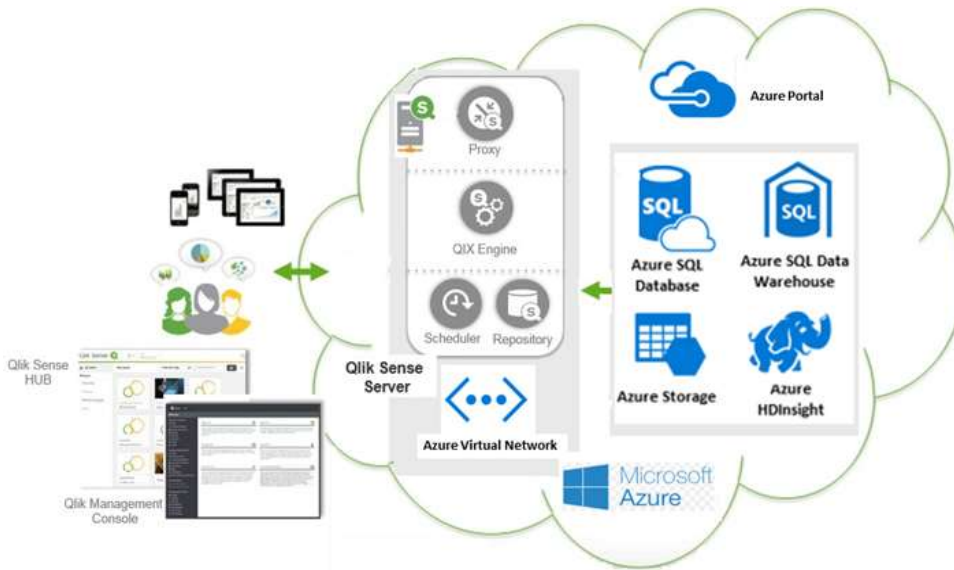 Azure Portal
Proxy
QIX Engine
Scheduler
Repository
Qlik Sense
Server
Azure Virtual Network
SQL
Azure SQL
Database
SQL
Azure SQL Data
Warehouse
Azure Storage
Azure
HDInsight
Microsoft
Azure
Qlik Sense
HUB
Qlik Management
Console